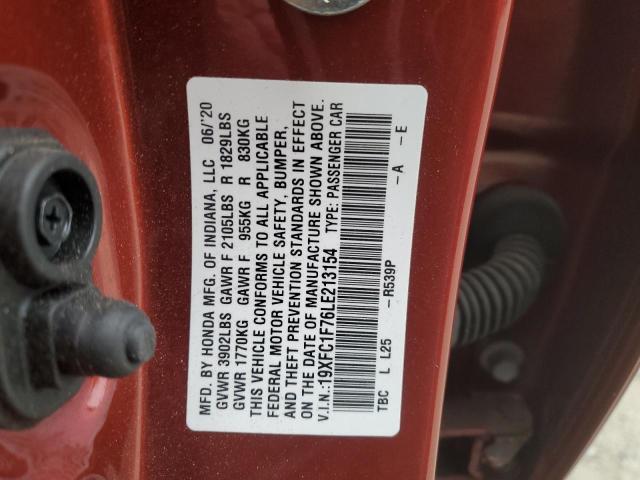 MFD. BY HONDA MFG. OF INDIANA, LLC 06/'20
GVWR 3902LBS GAWR F 2105LBS R 1829LBS
GVWR 1770KG GAWR F 955KG R 830KG
THIS VEHICLE CONFORMS TO ALL APPLICABLE
FEDERAL MOTOR VEHICLE SAFETY, BUMPER,
AND THEFT PREVENTION STANDARDS IN EFFECT
ON THE DATE OF MANUFACTURE SHOWN ABOVE.
V.I.N.:19XFC1F76LE213154 TYPE: PASSENGER CAR
TBC L L25 -R539P -A -E